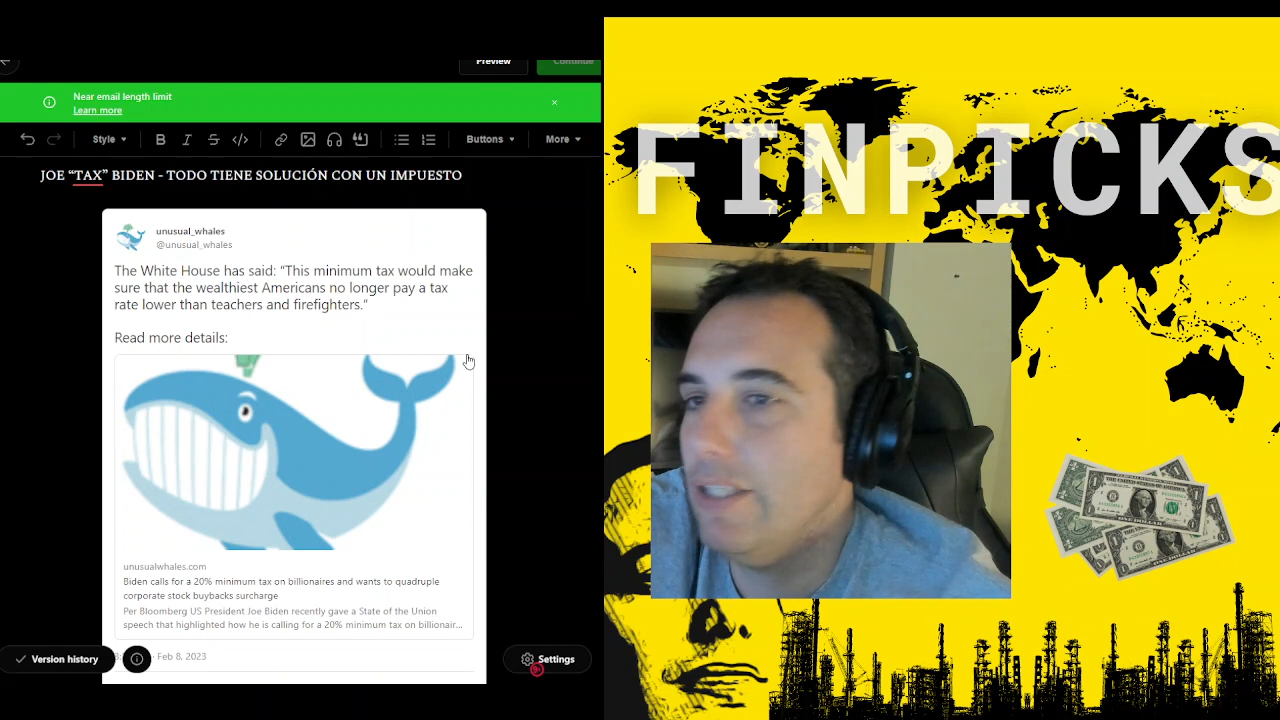 Preview
Continue
Near email length limit
Learn more
Style
B
I
S
Buttons
More
JOE “TAX” BIDEN - TODO TIENE SOLUCIÓN CON UN IMPUESTO
unusual_whales
@unusual_whales
The White House has said: “This minimum tax would make
sure that the wealthiest Americans no longer pay a tax
rate lower than teachers and firefighters.”
Read more details:
unusualwhales.com
Biden calls for a 20% minimum tax on billionaires and wants to quadruple
corporate stock buybacks surcharge
Per Bloomberg US President Joe Biden recently gave a State of the Union
speech that highlighted how he is calling for a 20% minimum tax on billionair...
· Feb 8, 2023
Version history
Settings
FINPICKS
ONE DOLLAR